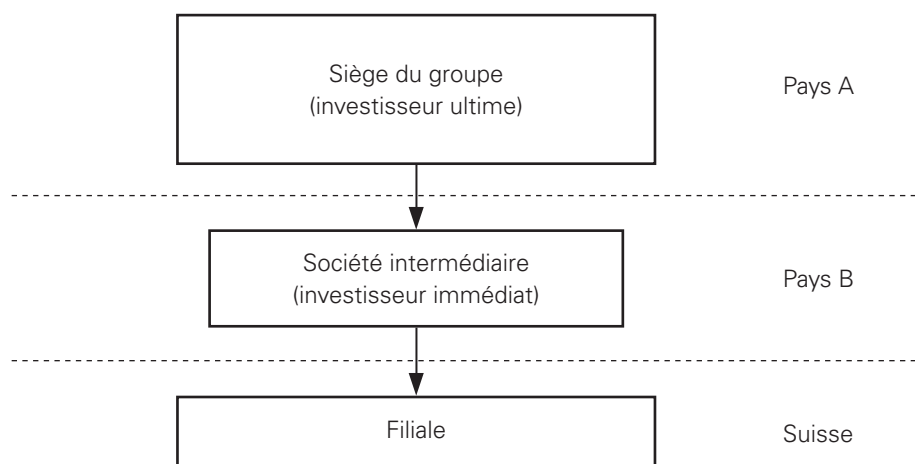 Siège du groupe
(investisseur ultime)
Pays A
Société intermédiaire
(investisseur immédiat)
Pays B
Filiale
Suisse